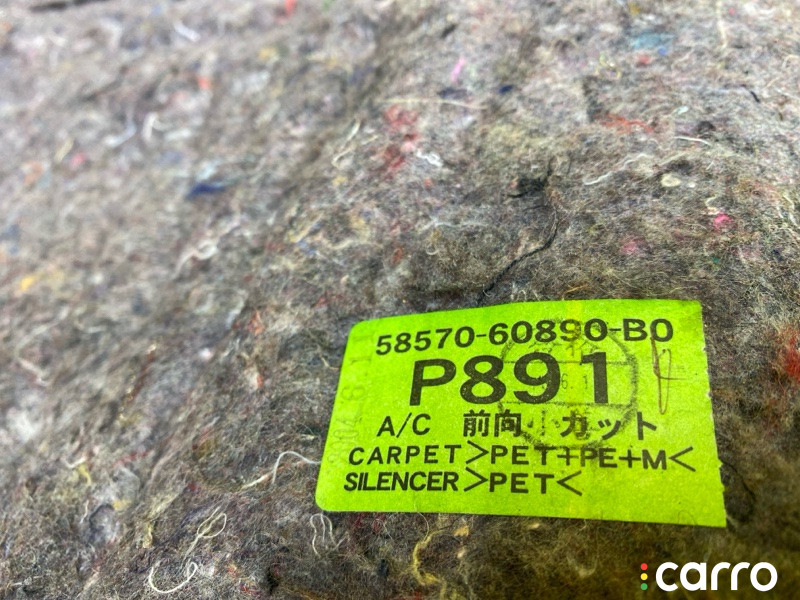 58570-60890-B0
P891
A/C 前向 カット
CARPET>PET+PE+M<
SILENCER>PET<
carro